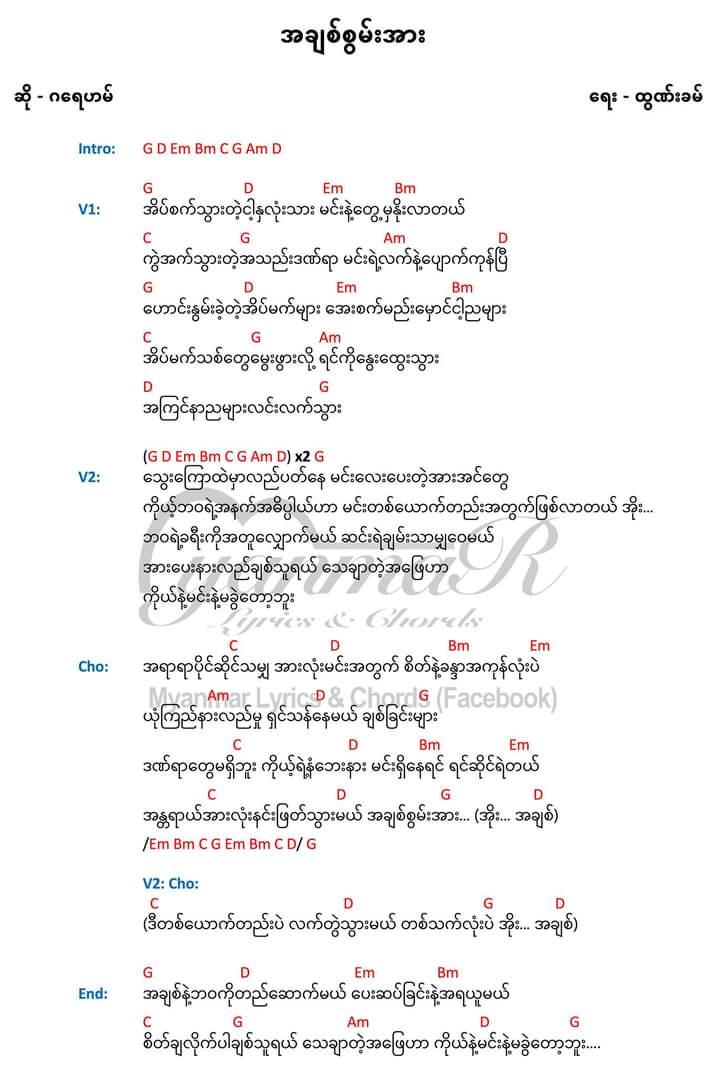 အချစ်စွမ်းအား
ဆို - ဂရေဟမ် ရေး - ထွဏ်းခမ်
Intro: G D Em Bm C G Am D
G D Em Bm
V1: အိပ်စက်သွားတဲ့ငါ့နှလုံးသား မင်းနဲ့တွေ့မှနိုးလာတယ်
C G Am D
ကွဲအက်သွားတဲ့အသည်းဒဏ်ရာ မင်းရဲ့လက်နဲ့ပျောက်ကုန်ပြီ
G D Em Bm
ဟောင်းနွမ်းခဲ့တဲ့အိပ်မက်များ အေးစက်မည်းမှောင်ငါ့ညများ
C G Am
အိပ်မက်သစ်တွေမွေးဖွားလို့ ရင်ကိုနွေးထွေးသွား
D G
အကြင်နာညများလင်းလက်သွား
(G D Em Bm C G Am D) x2 G
V2: သွေးကြောထဲမှာလည်ပတ်နေ မင်းလေးပေးတဲ့အားအင်တွေ
ကိုယ့်ဘဝရဲ့အနက်အဓိပ္ပါယ်ဟာ မင်းတစ်ယောက်တည်းအတွက်ဖြစ်လာတယ် အိုး...
ဘဝရဲ့ခရီးကိုအတူလျှောက်မယ် ဆင်းရဲချမ်းသာမျှဝေမယ်
အားပေးနားလည်ချစ်သူရယ် သေချာတဲ့အဖြေဟာ
ကိုယ်နဲ့မင်းနဲ့မခွဲတော့ဘူး
MyanmaR
Lyrics & Chords
C D Bm Em
Cho: အရာရာပိုင်ဆိုင်သမျှ အားလုံးမင်းအတွက် စိတ်နဲ့ခန္ဒာအကုန်လုံးပဲ
Myanmar Lyrics & Chords (Facebook)
Am D G
ယုံကြည်နားလည်မှု ရှင်သန်နေမယ် ချစ်ခြင်းများ
C D Bm Em
ဒဏ်ရာတွေမရှိဘူး ကိုယ့်ရဲ့နံဘေးနား မင်းရှိနေရင် ရင်ဆိုင်ရဲတယ်
C D G D
အန္တရာယ်အားလုံးနင်းဖြတ်သွားမယ် အချစ်စွမ်းအား... (အိုး... အချစ်)
/Em Bm C G Em Bm C D/ G
V2: Cho:
C D G D
(ဒီတစ်ယောက်တည်းပဲ လက်တွဲသွားမယ် တစ်သက်လုံးပဲ အိုး... အချစ်)
G D Em Bm
End: အချစ်နဲ့ဘဝကိုတည်ဆောက်မယ် ပေးဆပ်ခြင်းနဲ့အရယူမယ်
C G Am D G
စိတ်ချလိုက်ပါချစ်သူရယ် သေချာတဲ့အဖြေဟာ ကိုယ်နဲ့မင်းနဲ့မခွဲတော့ဘူး....